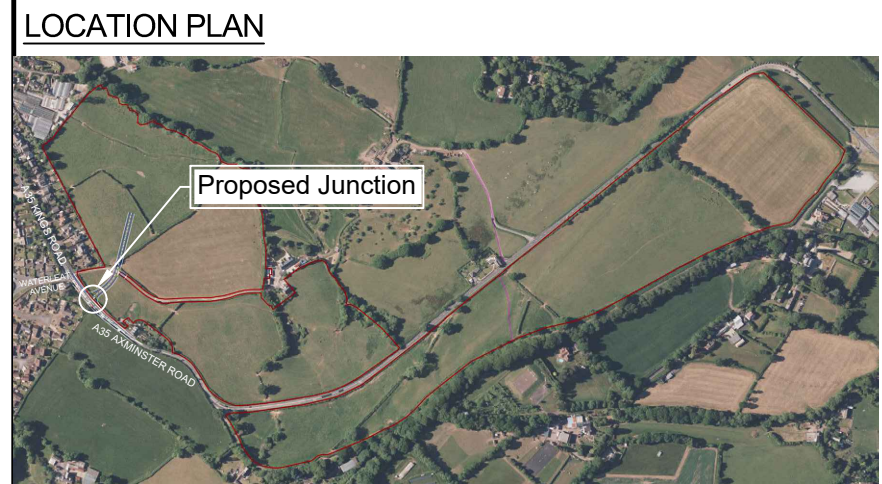 LOCATION PLAN
Proposed Junction
A35 KINGS ROAD
WATERLEAT
AVENUE
A35 AXMINSTER ROAD